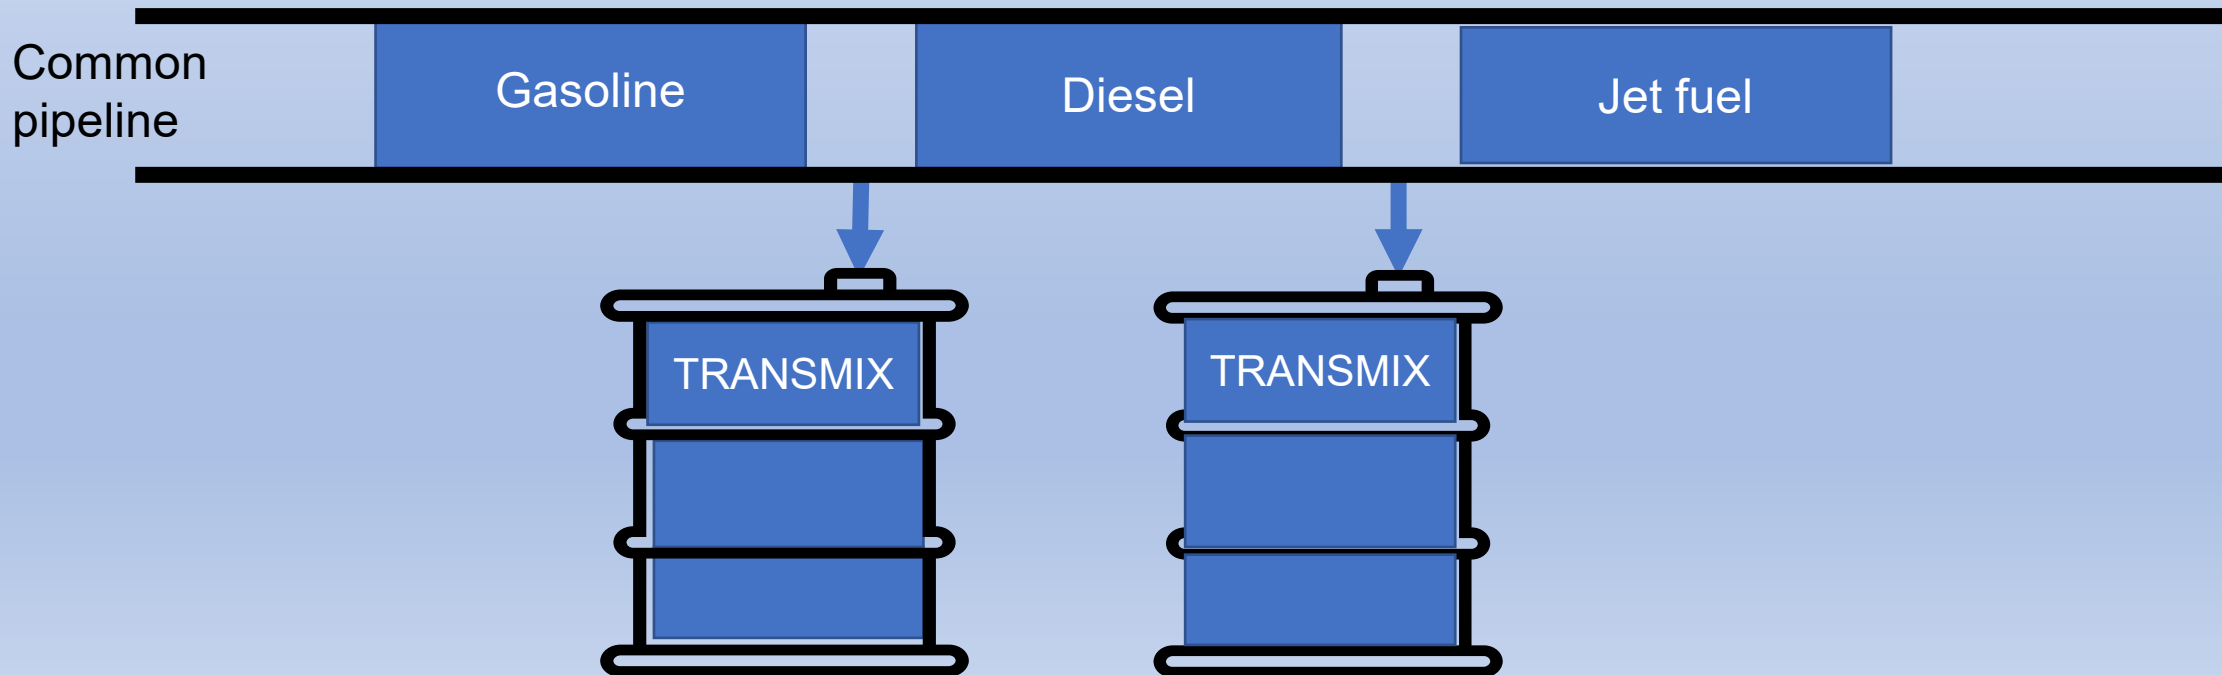 Common
pipeline
Gasoline
Diesel
Jet fuel
TRANSMIX
TRANSMIX